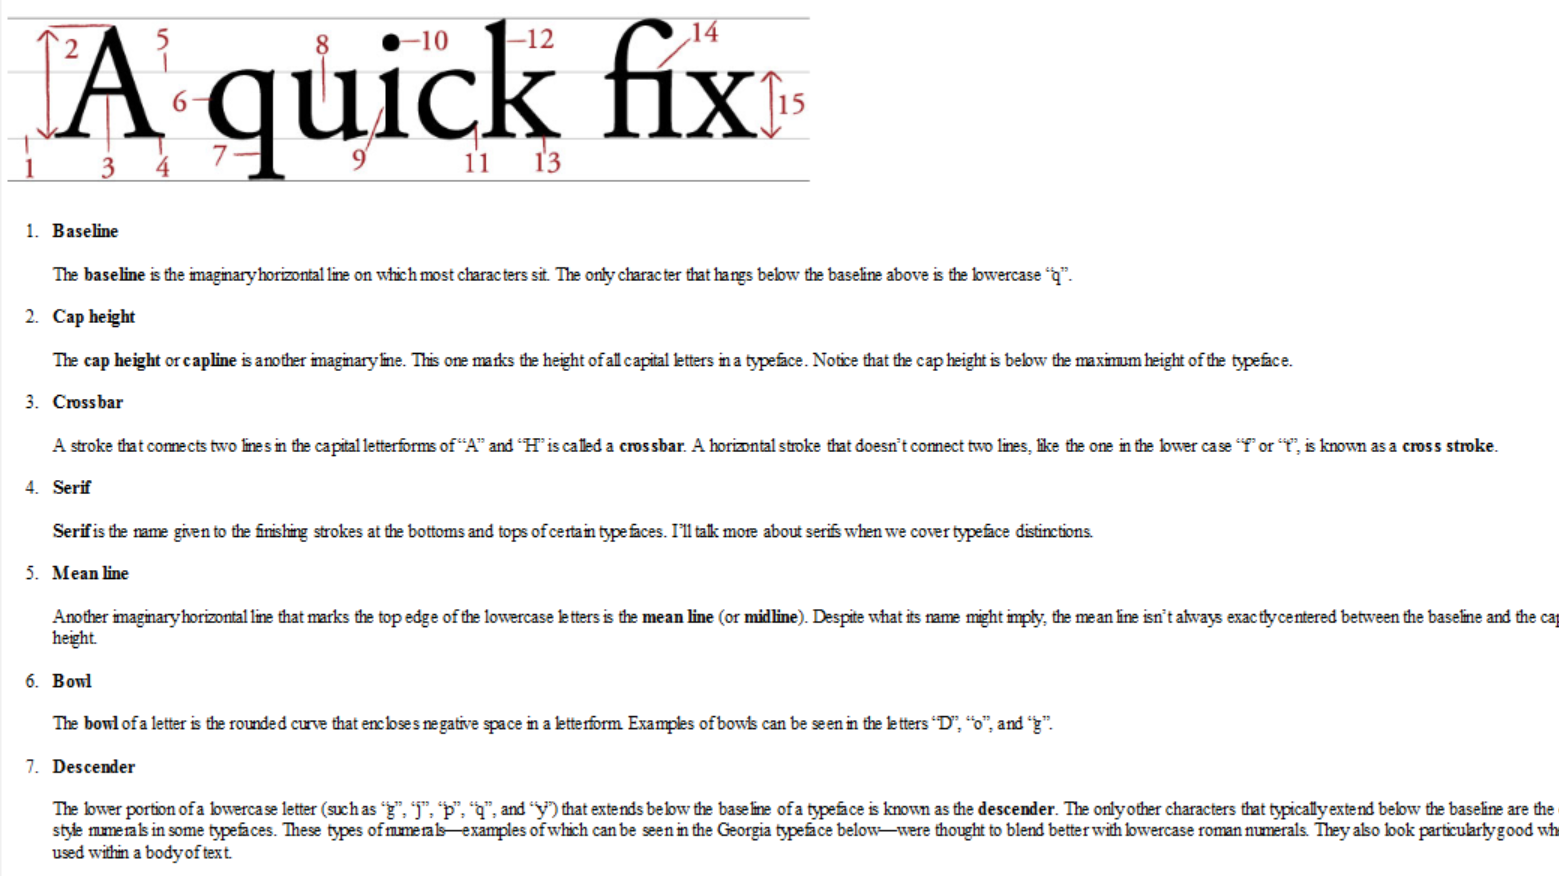 A quick fix
2
5
8
10
12
14
6
15
1
3
4
7
9
11
13
1. Baseline
The baseline is the imaginary horizontal line on which most characters sit. The only character that hangs below the baseline above is the lowercase “q”.
2. Cap height
The cap height or capline is another imaginary line. This one marks the height of all capital letters in a typeface. Notice that the cap height is below the maximum height of the typeface.
3. Crossbar
A stroke that connects two lines in the capital letterforms of “A” and “H” is called a crossbar. A horizontal stroke that doesn’t connect two lines, like the one in the lower case “f” or “t”, is known as a cross stroke.
4. Serif
Serif is the name given to the finishing strokes at the bottoms and tops of certain typefaces. I’ll talk more about serifs when we cover typeface distinctions.
5. Mean line
Another imaginary horizontal line that marks the top edge of the lowercase letters is the mean line (or midline). Despite what its name might imply, the mean line isn’t always exactly centered between the baseline and the cap
height.
6. Bowl
The bowl of a letter is the rounded curve that encloses negative space in a letterform. Examples of bowls can be seen in the letters “D”, “o”, and “g”.
7. Descender
The lower portion of a lowercase letter (such as “g”, “j”, “p”, “q”, and “y”) that extends below the baseline of a typeface is known as the descender. The only other characters that typically extend below the baseline are the
style numerals in some typefaces. These types of numerals—examples of which can be seen in the Georgia typeface below—were thought to blend better with lowercase roman numerals. They also look particularly good wh
used within a body of text.